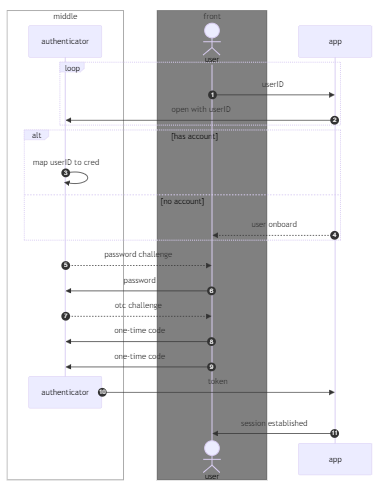 middle
front
authenticator
user
app
loop
1
userID
open with userID
2
alt
[has account]
map userID to cred
3
[no account]
user onboard
4
password challenge
5
password
6
otc challenge
7
one-time code
8
one-time code
9
token
authenticator
10
session established
11
user
app